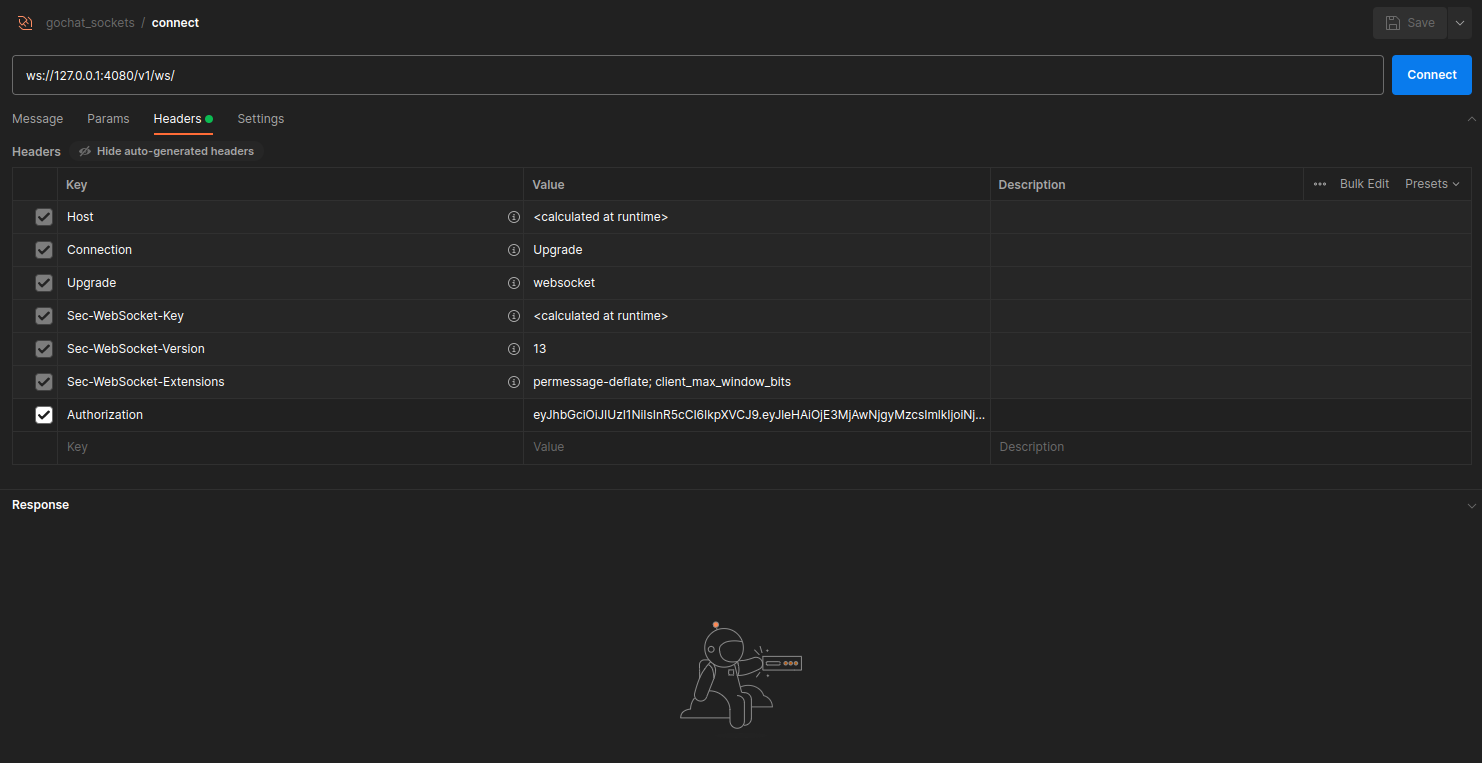 gochat_sockets / connect
Save
ws://127.0.0.1:4080/v1/ws/
Connect
Message Params Headers Settings
Headers Hide auto-generated headers
Key Value Description ••• Bulk Edit Presets
Host <calculated at runtime>
Connection Upgrade
Upgrade websocket
Sec-WebSocket-Key <calculated at runtime>
Sec-WebSocket-Version 13
Sec-WebSocket-Extensions permessage-deflate; client_max_window_bits
Authorization eyJhbGciOiJIUzI1NiIsInR5cCI6IkpXVCJ9.eyJleHAiOjE3MjAwNjgyMzcsImlkIjoiNj...
Key Value Description
Response